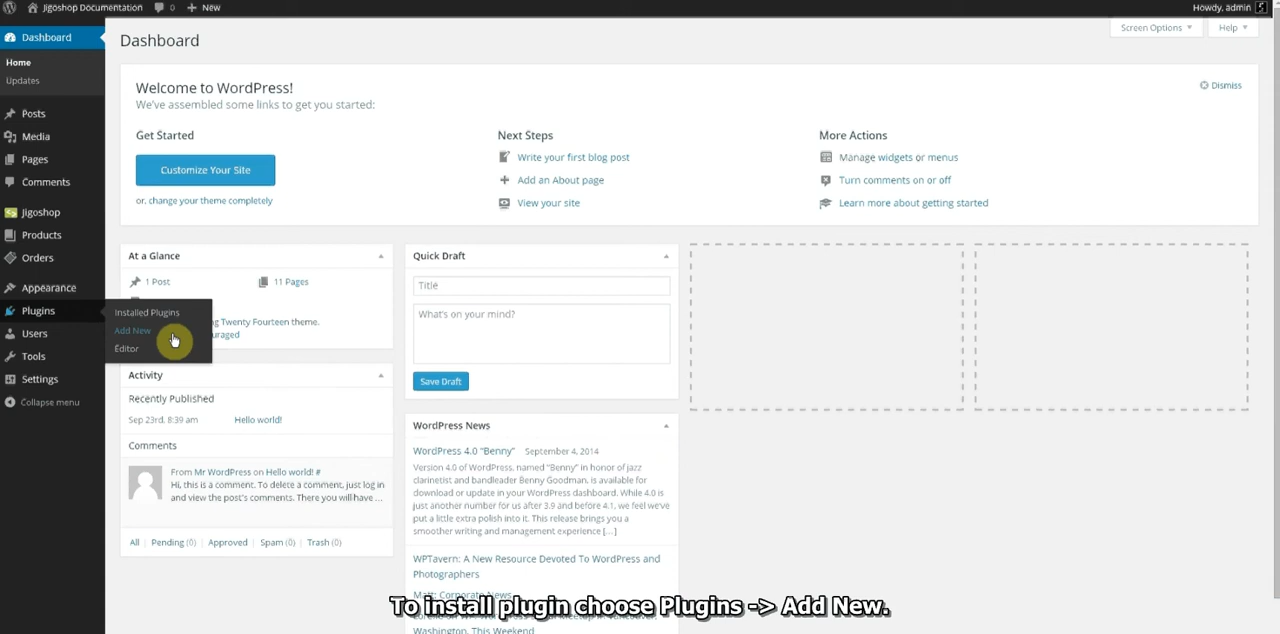 Jigoshop Documentation 0 New Howdy, admin
Dashboard
Home
Updates
Posts
Media
Pages
Comments
Jigoshop
Products
Orders
Appearance
Plugins
Users
Tools
Settings
Collapse menu
Installed Plugins
Add New
Editor
Screen Options Help
Dashboard
Welcome to WordPress!
We've assembled some links to get you started:
Dismiss
Get Started
Customize Your Site
or, change your theme completely
Next Steps
Write your first blog post
Add an About page
View your site
More Actions
Manage widgets or menus
Turn comments on or off
Learn more about getting started
At a Glance
1 Post 11 Pages
Twenty Fourteen theme.
Activity
Recently Published
Sep 23rd, 8:39 am Hello world!
Comments
From Mr WordPress on Hello world! #
Hi, this is a comment. To delete a comment, just log in
and view the post's comments. There you will have ...
All | Pending (0) | Approved | Spam (0) | Trash (0)
Quick Draft
Title
What's on your mind?
Save Draft
WordPress News
WordPress 4.0 “Benny” September 4, 2014
Version 4.0 of WordPress, named “Benny” in honor of jazz
clarinetist and bandleader Benny Goodman, is available for
download or update in your WordPress dashboard. While 4.0 is
just another number for us after 3.9 and before 4.1, we feel we've
put a little extra polish into it. This release brings you a
smoother writing and management experience [...]
WPTavern: A New Resource Devoted To WordPress and
Photographers
Matt: Corporate News
Washington, This Weekend
To install plugin choose Plugins -> Add New.